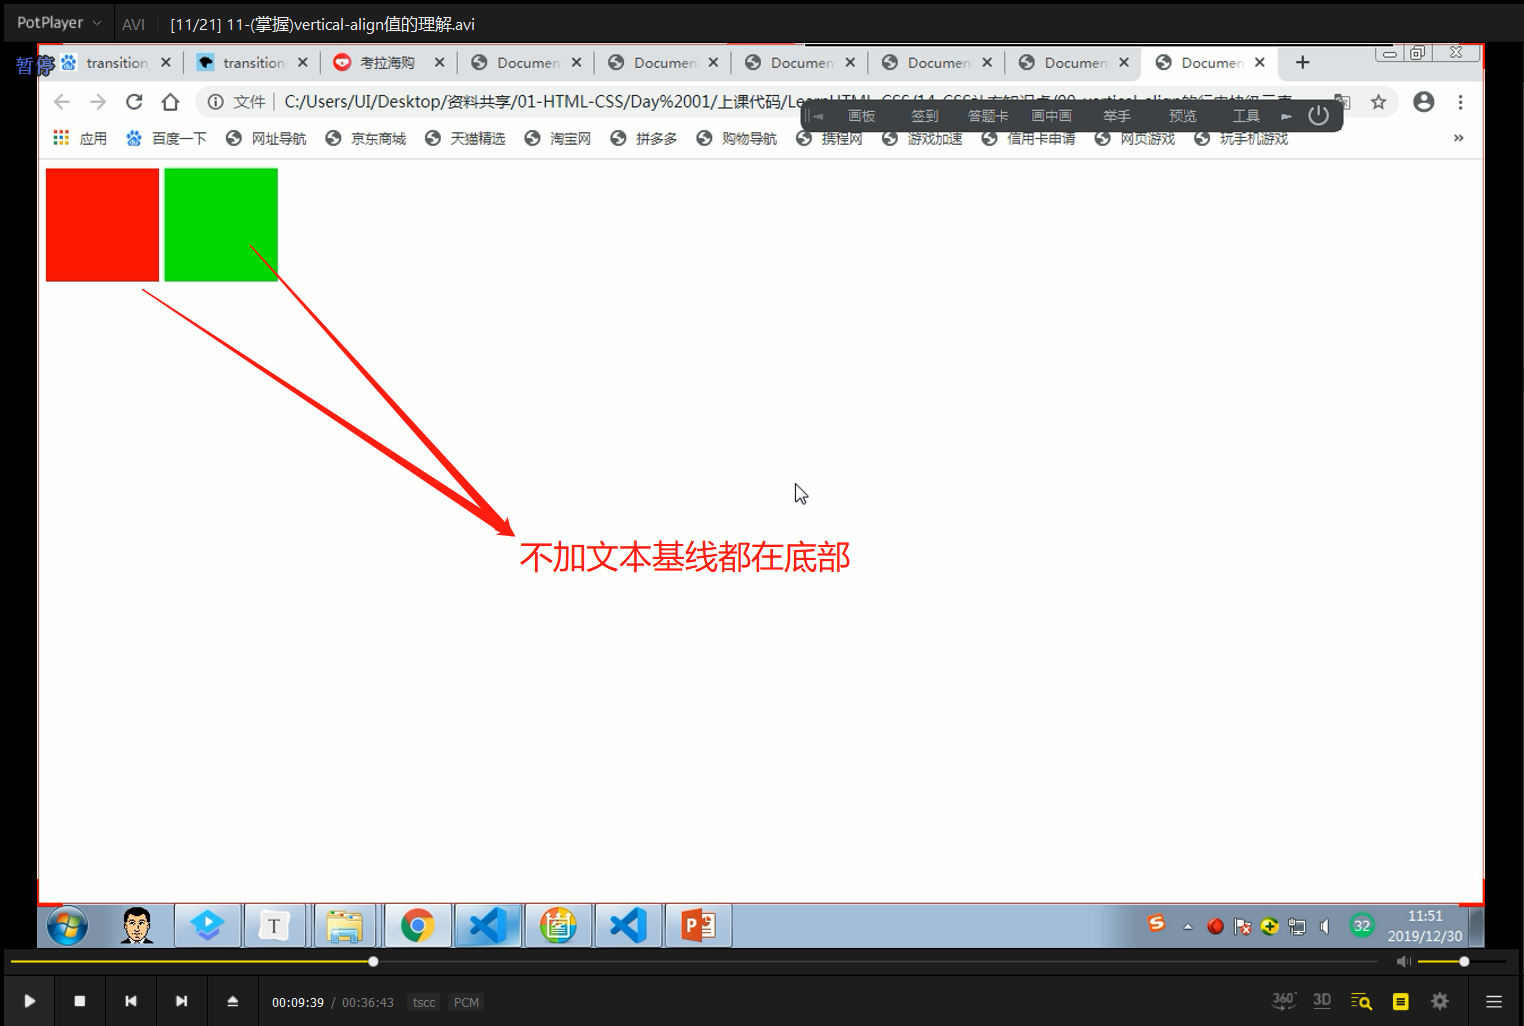 PotPlayer AVI [11/21] 11-(掌握)vertical-align值的理解.avi
暂停
transition transition 考拉海购 Documen Documen Documen Documen Documen Documen
文件 C:/Users/UI/Desktop/资料共享/01-HTML-CSS/Day%2001/上课代码/LearnHTML_CSS/14_CSS
画板 签到 答题卡 画中画 举手 预览 工具
应用 百度一下 网址导航 京东商城 天猫精选 淘宝网 拼多多 购物导航 携程网 游戏加速 信用卡申请 网页游戏 玩手机游戏 »
不加文本基线都在底部
T
P
S
32
11:51
2019/12/30
00:09:39 / 00:36:43 tscc PCM
360° 3D